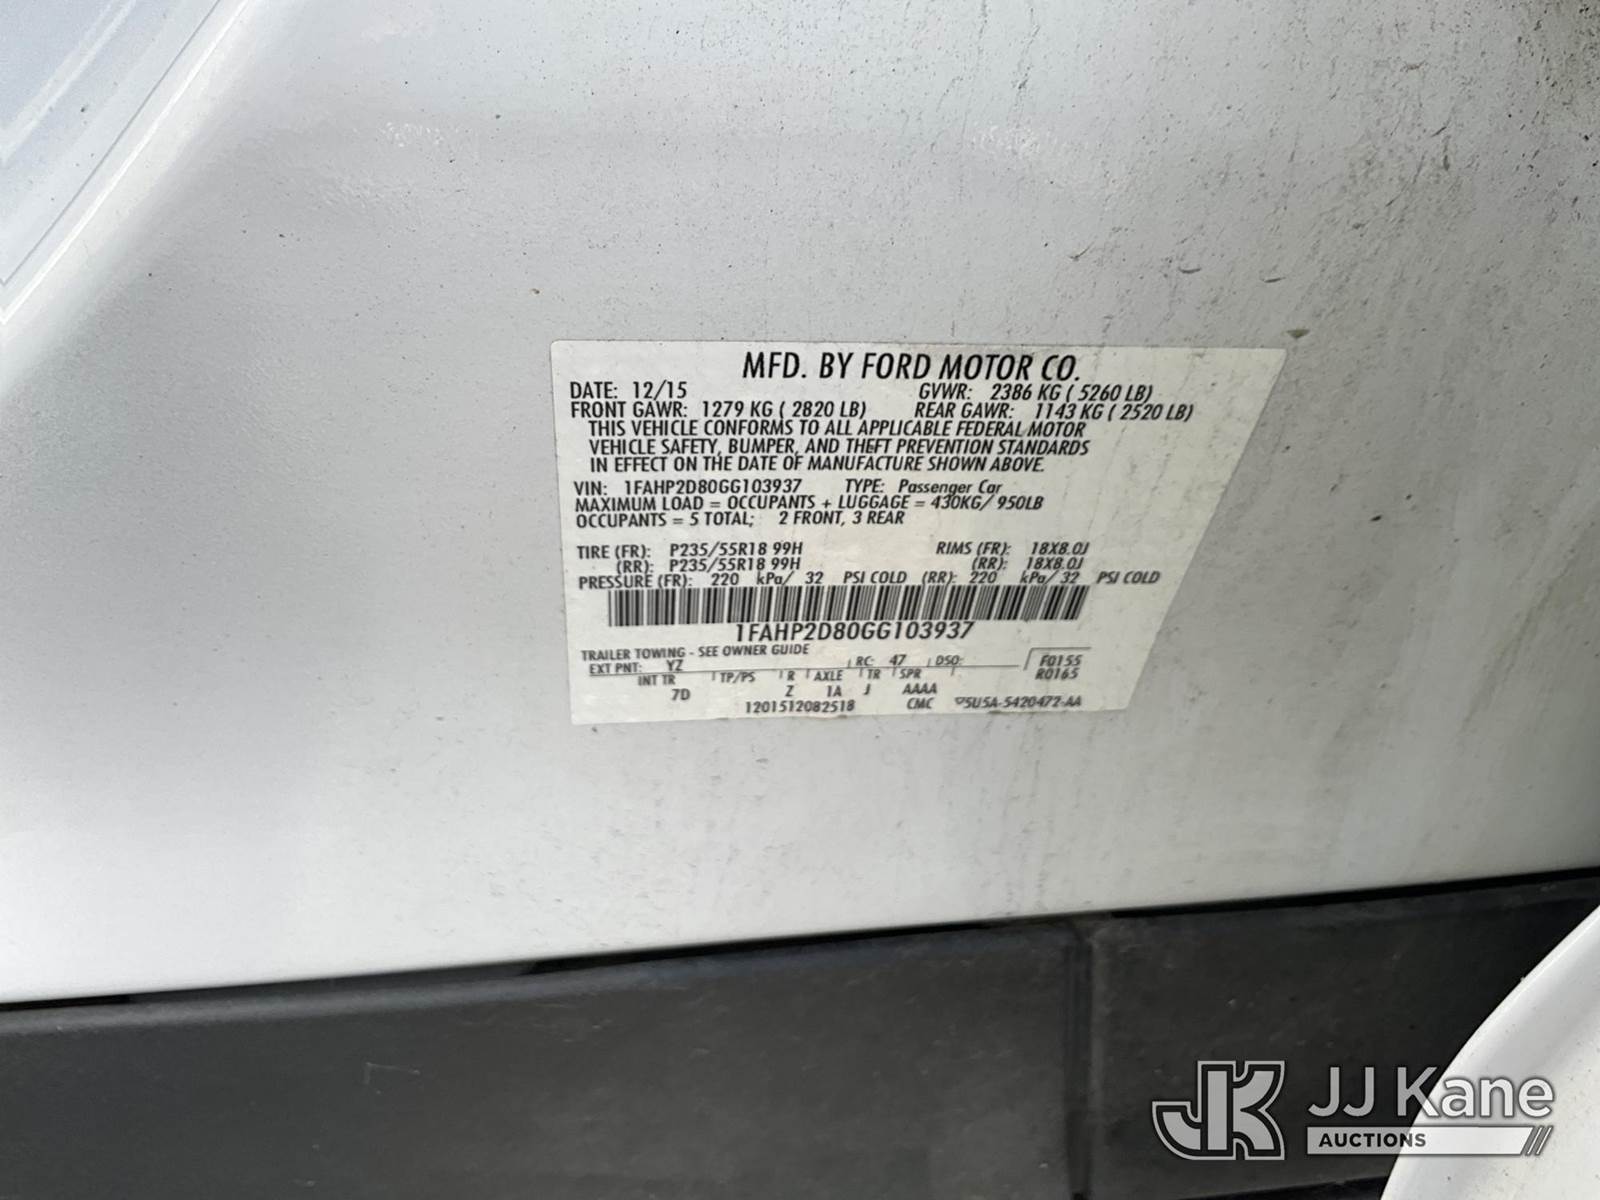 MFD. BY FORD MOTOR CO.
DATE: 12/15 GVWR: 2386 KG ( 5260 LB)
FRONT GAWR: 1279 KG ( 2820 LB) REAR GAWR: 1143 KG ( 2520 LB)
THIS VEHICLE CONFORMS TO ALL APPLICABLE FEDERAL MOTOR
VEHICLE SAFETY, BUMPER, AND THEFT PREVENTION STANDARDS
IN EFFECT ON THE DATE OF MANUFACTURE SHOWN ABOVE.
VIN: 1FAHP2D80GG103937 TYPE: Passenger Car
MAXIMUM LOAD = OCCUPANTS + LUGGAGE = 430KG/ 950LB
OCCUPANTS = 5 TOTAL; 2 FRONT, 3 REAR
TIRE (FR): P235/55R18 99H RIMS (FR): 18X8.0J
(RR): P235/55R18 99H (RR): 18X8.0J
PRESSURE (FR): 220 kPa/ 32 PSI COLD (RR): 220 kPa/ 32 PSI COLD
1FAHP2D80GG103937
TRAILER TOWING - SEE OWNER GUIDE
EXT PNT: YZ RC: 47 DSO: F0155
INT TR TP/PS R AXLE TR SPR R0165
7D Z 1A J AAAA
1201512082518 CMC 5U5A-5420472-AA
JK JJ Kane
AUCTIONS